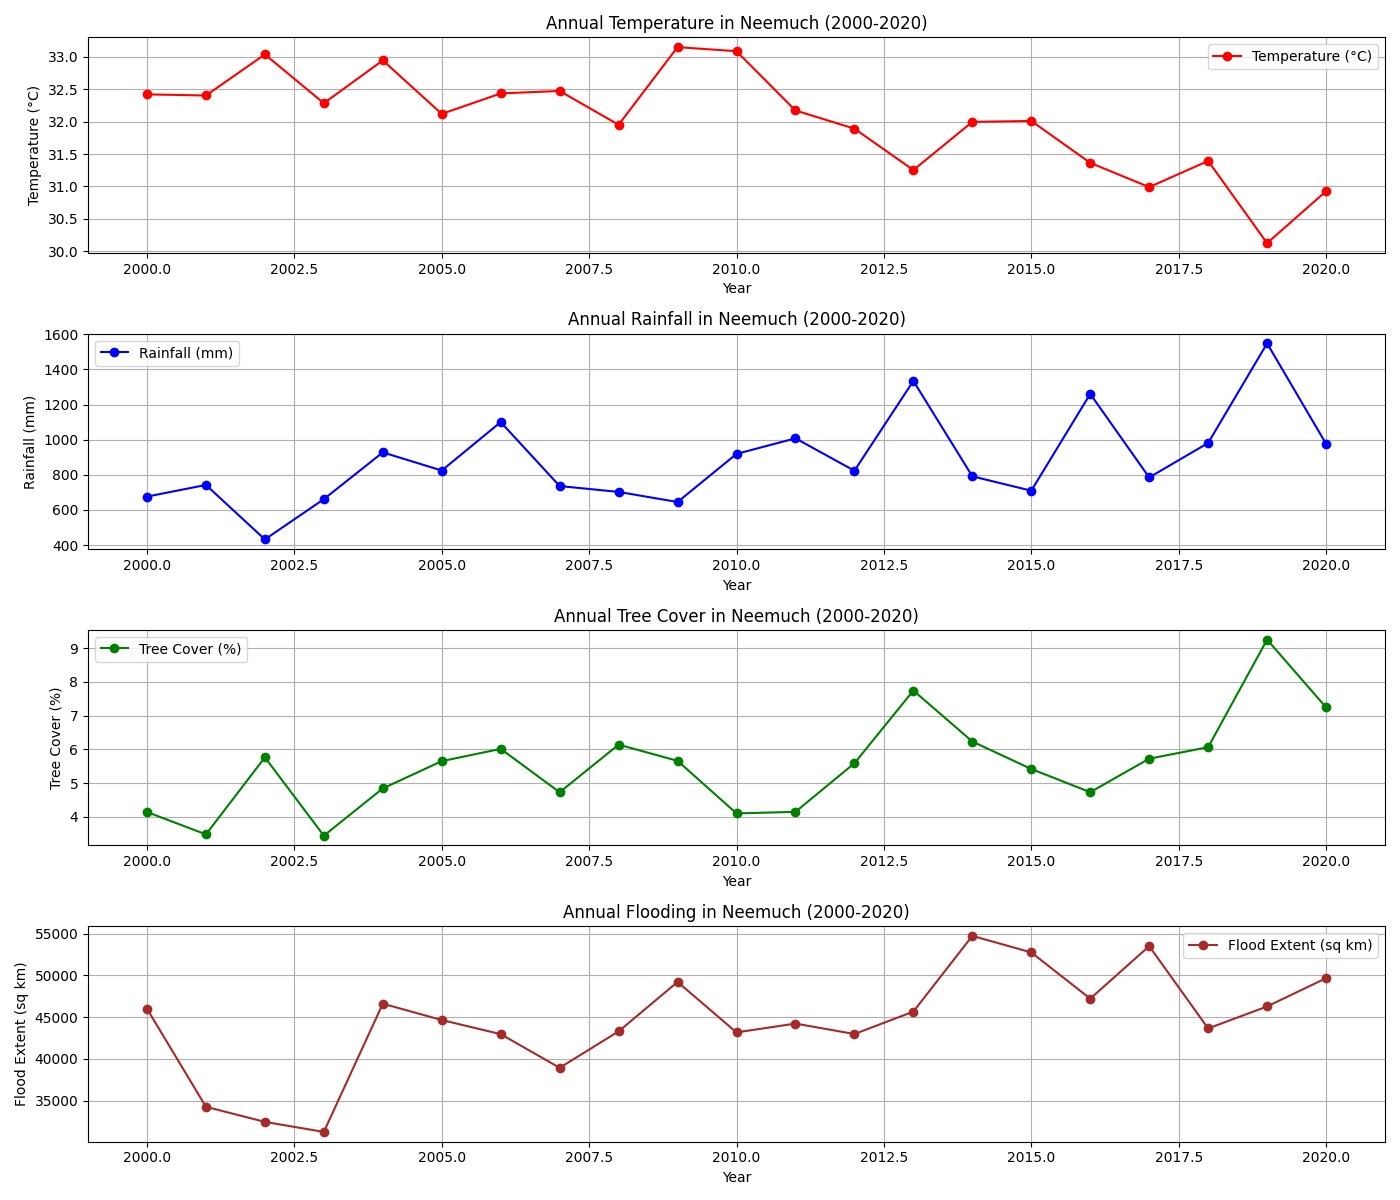 Annual Temperature in Neemuch (2000-2020)
Temperature (°C)
33.0
32.5
32.0
31.5
31.0
30.5
30.0
Temperature (°C)
2000.0 2002.5 2005.0 2007.5 2010.0 2012.5 2015.0 2017.5 2020.0
Year
Annual Rainfall in Neemuch (2000-2020)
Rainfall (mm)
1600
1400
1200
1000
800
600
400
Rainfall (mm)
2000.0 2002.5 2005.0 2007.5 2010.0 2012.5 2015.0 2017.5 2020.0
Year
Annual Tree Cover in Neemuch (2000-2020)
Tree Cover (%)
9
8
7
6
5
4
Tree Cover (%)
2000.0 2002.5 2005.0 2007.5 2010.0 2012.5 2015.0 2017.5 2020.0
Year
Annual Flooding in Neemuch (2000-2020)
Flood Extent (sq km)
55000
50000
45000
40000
35000
Flood Extent (sq km)
2000.0 2002.5 2005.0 2007.5 2010.0 2012.5 2015.0 2017.5 2020.0
Year